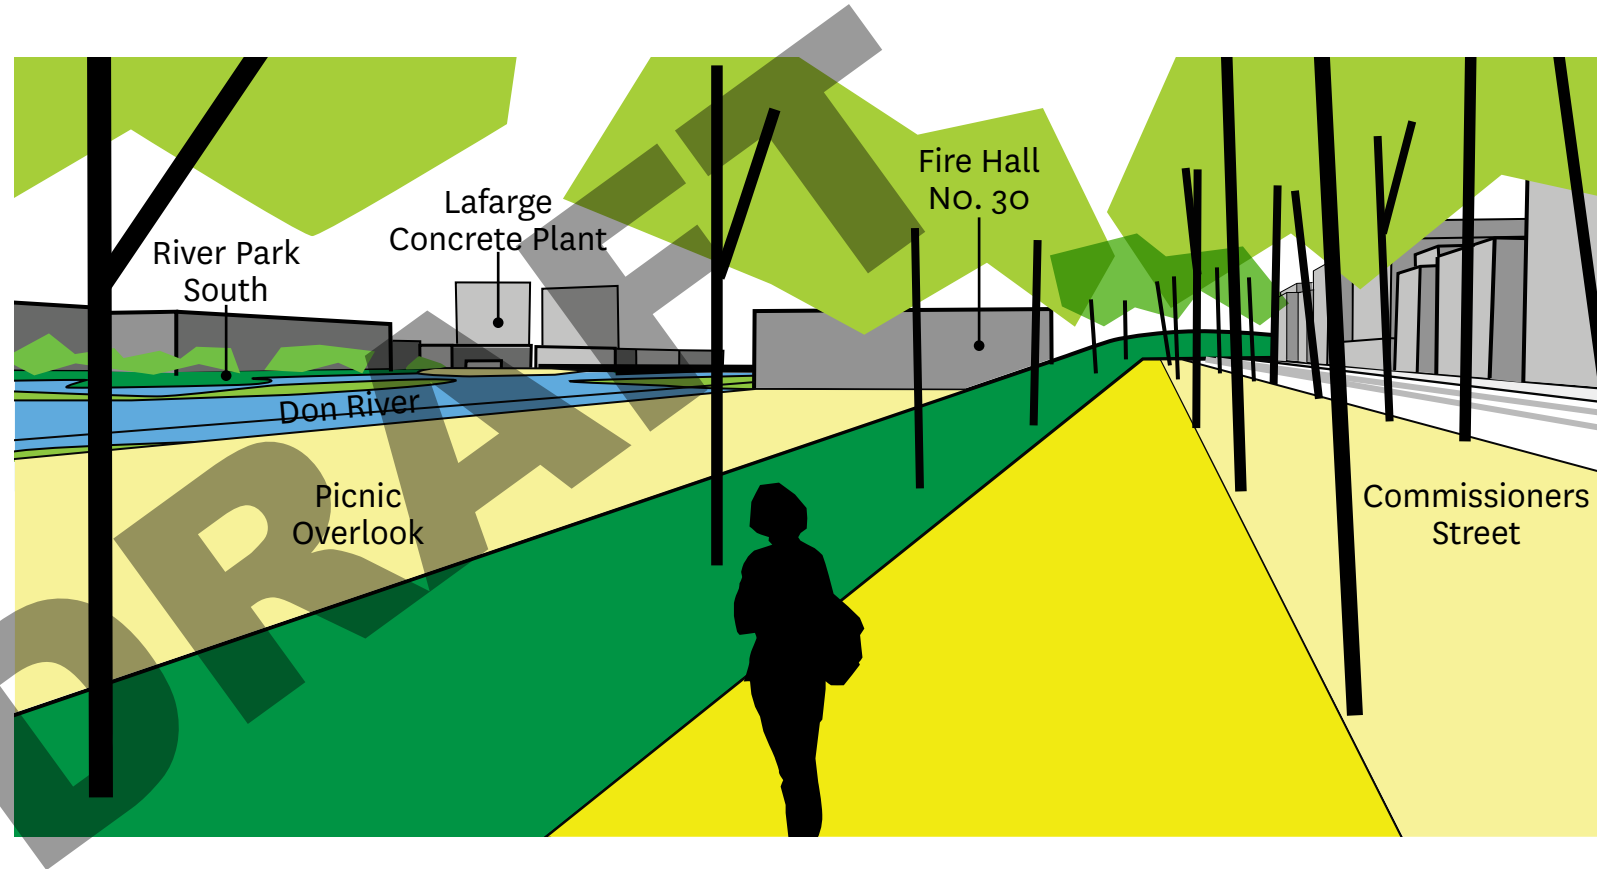 DRAFT
Fire Hall
No. 30
Lafarge
Concrete Plant
River Park
South
Don River
Picnic
Overlook
Commissioners
Street